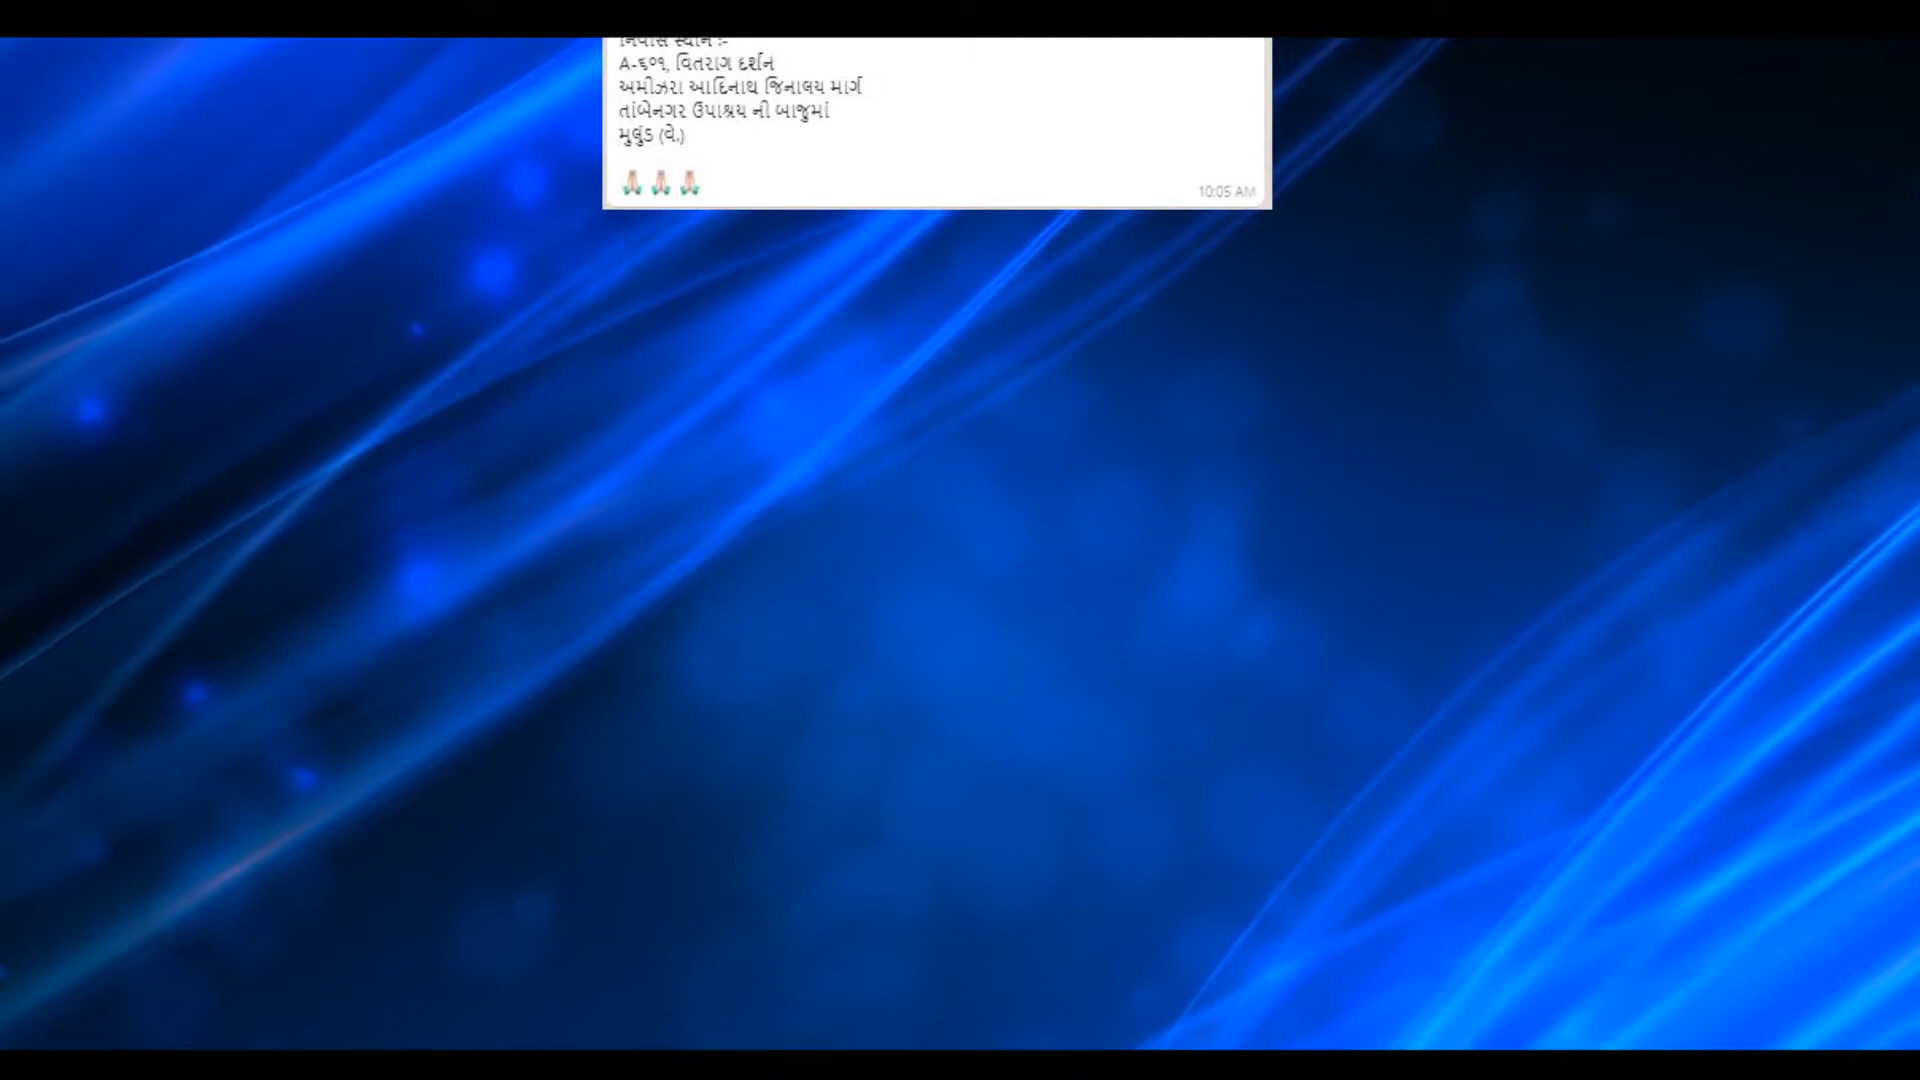 નિવાસ સ્થાન :-
A-૬૦૧, વિતરાગ દર્શન
અમીઝરા આદિનાથ જિનાલય માર્ગ
તાંબેનગર ઉપાશ્રય ની બાજુમાં
મુલુંડ (વે.)
🙏🏻🙏🏻🙏🏻
10:05 AM